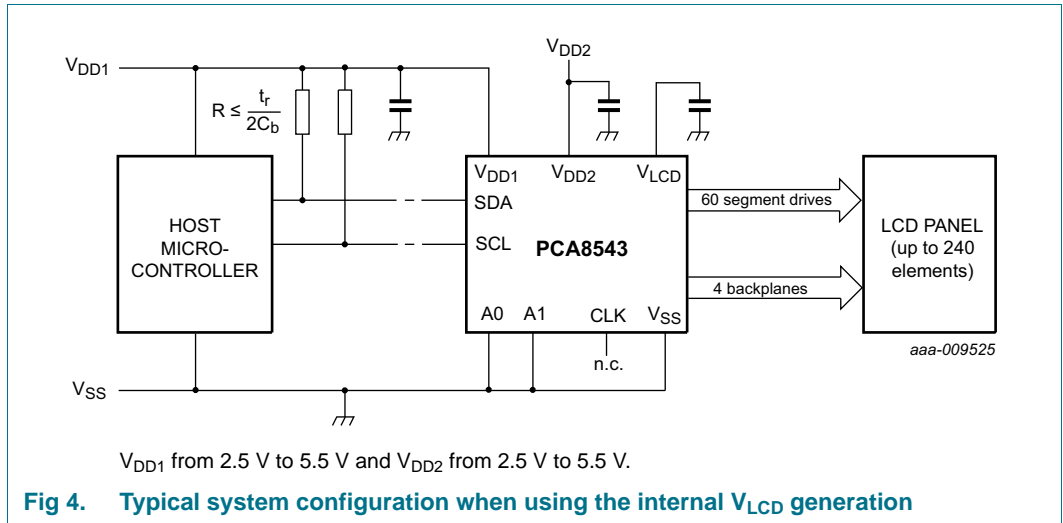 VDD2
VDD1
R ≤ tr
2Cb
VDD1 VDD2 VLCD
SDA
60 segment drives
HOST
MICRO-
CONTROLLER
SCL
PCA8543
LCD PANEL
(up to 240
elements)
4 backplanes
A0 A1 CLK VSS
n.c.
aaa-009525
VSS
VDD1 from 2.5 V to 5.5 V and VDD2 from 2.5 V to 5.5 V.
Fig 4. Typical system configuration when using the internal VLCD generation